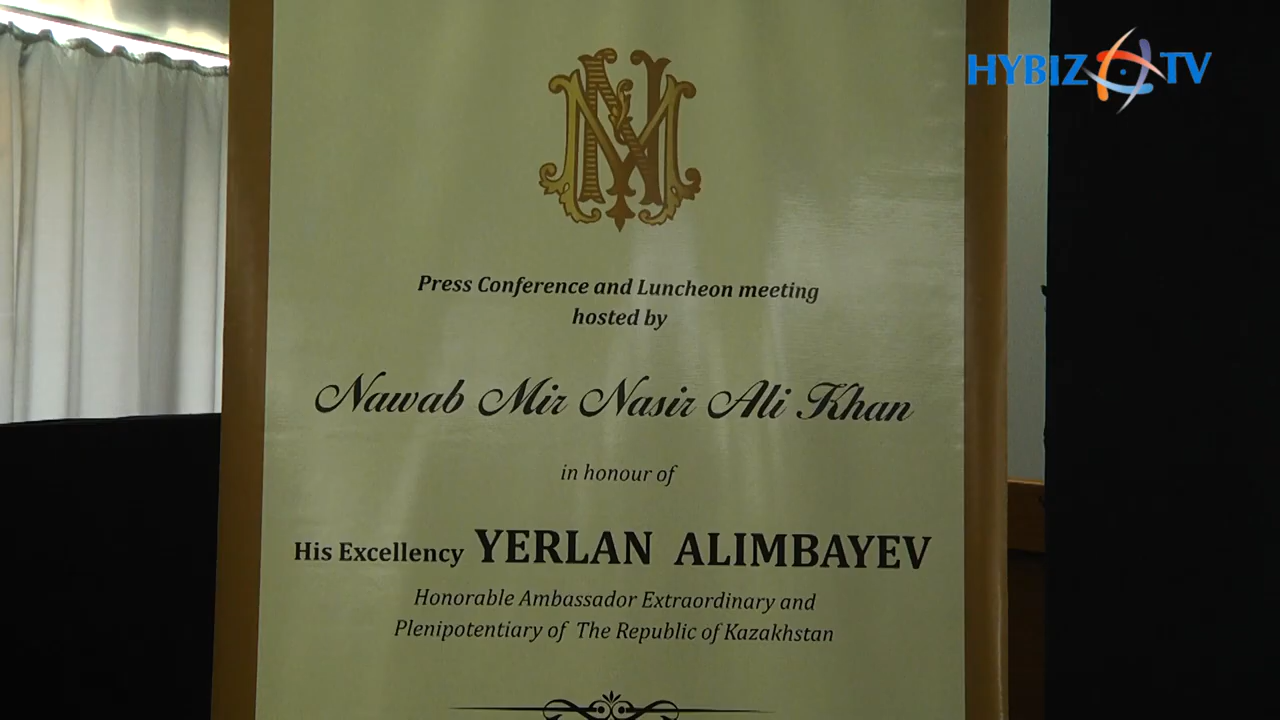 HYBIZ TV
Press Conference and Luncheon meeting
hosted by
Nawab Mir Nasir Ali Khan
in honour of
His Excellency YERLAN ALIMBAYEV
Honorable Ambassador Extraordinary and
Plenipotentiary of The Republic of Kazakhstan